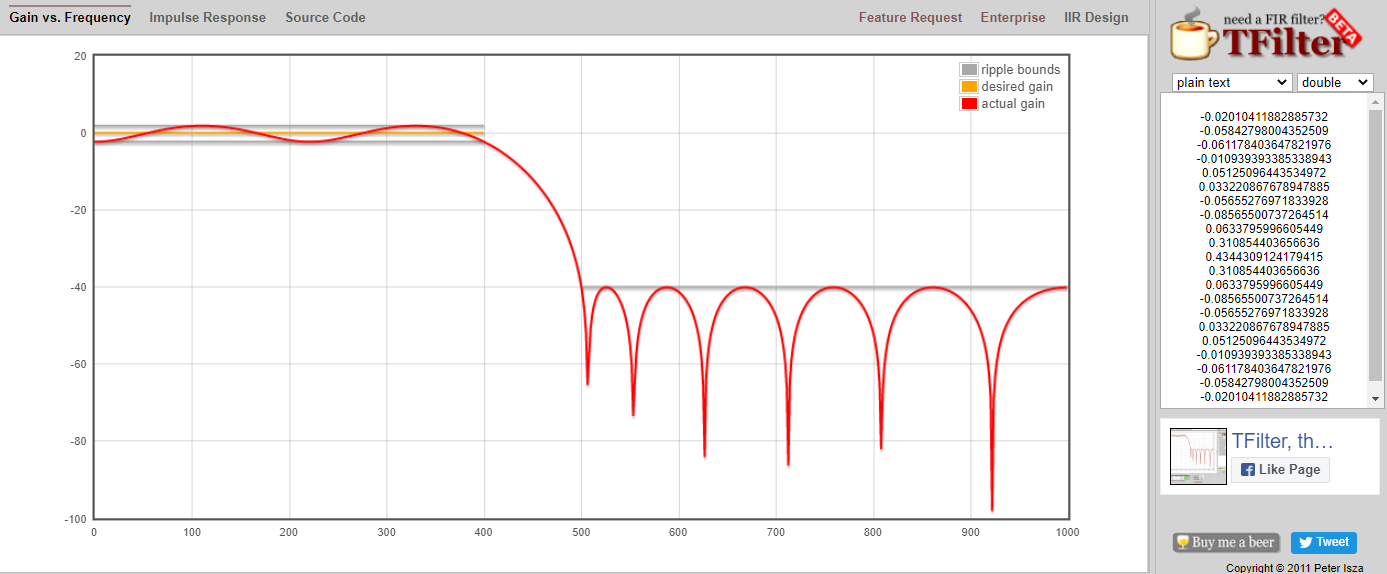 Gain vs. Frequency Impulse Response Source Code Feature Request Enterprise IIR Design
20
0
-20
-40
-60
-80
-100
0 100 200 300 400 500 600 700 800 900 1000
ripple bounds
desired gain
actual gain
need a FIR filter?
BETA
TFilter
plain text double
-0.02010411882885732
-0.05842798004352509
-0.061178403647821976
-0.010939393385338943
0.05125096443534972
0.033220867678947885
-0.05655276971833928
-0.08565500737264514
0.0633795996605449
0.310854403656636
0.4344309124179415
0.310854403656636
0.0633795996605449
-0.08565500737264514
-0.05655276971833928
0.033220867678947885
0.05125096443534972
-0.010939393385338943
-0.061178403647821976
-0.05842798004352509
-0.02010411882885732
TFilter, th…
Like Page
Buy me a beer Tweet
Copyright © 2011 Peter Isza